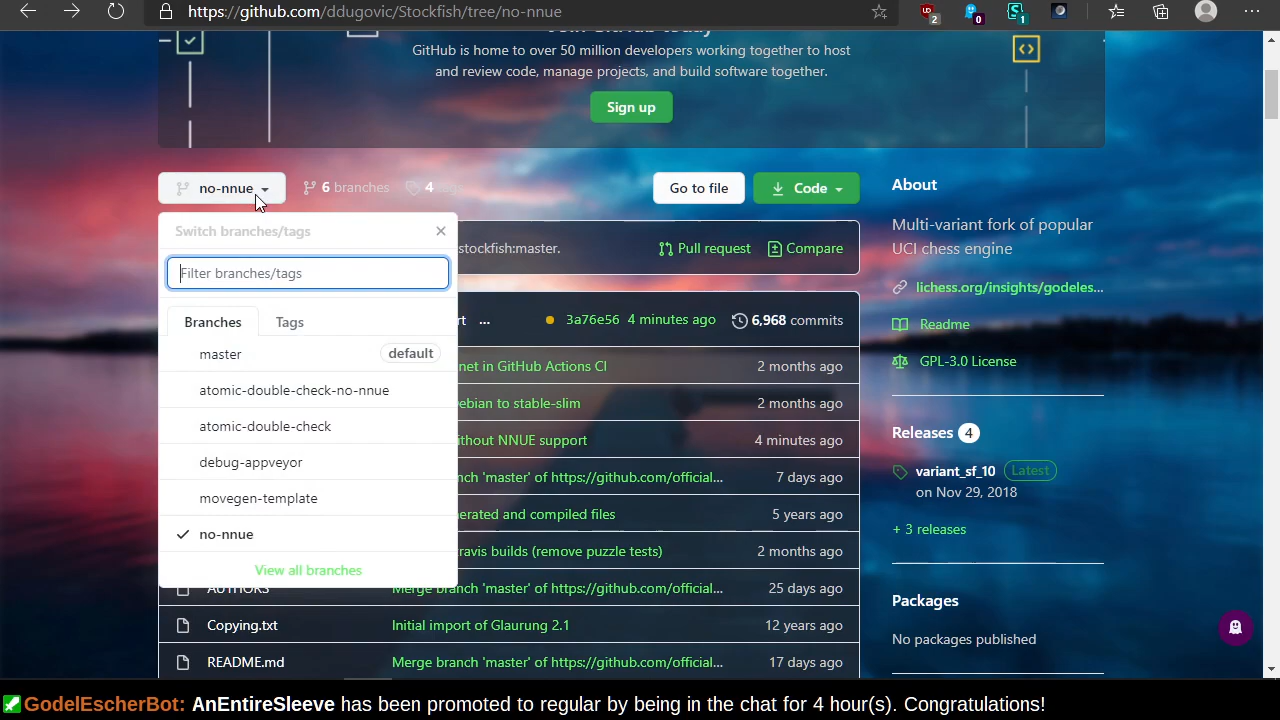 https://github.com/ddugovic/Stockfish/tree/no-nnue
2
0
1
GitHub is home to over 50 million developers working together to host
and review code, manage projects, and build software together.
Sign up
no-nnue
6 branches
4 tags
Go to file
Code
About
Multi-variant fork of popular
UCI chess engine
lichess.org/insights/godeles...
Readme
GPL-3.0 License
Switch branches/tags
Filter branches/tags
Branches
Tags
master
default
atomic-double-check-no-nnue
atomic-double-check
debug-appveyor
movegen-template
no-nnue
View all branches
stockfish:master.
Pull request
Compare
rt ...
3a76e56 4 minutes ago
6,968 commits
net in GitHub Actions CI
2 months ago
ebian to stable-slim
2 months ago
ithout NNUE support
4 minutes ago
nch 'master' of https://github.com/official...
7 days ago
erated and compiled files
5 years ago
ravis builds (remove puzzle tests)
2 months ago
AUTHORS
Merge branch 'master' of https://github.com/official...
25 days ago
Copying.txt
Initial import of Glaurung 2.1
12 years ago
README.md
Merge branch 'master' of https://github.com/official...
17 days ago
Releases 4
variant_sf_10
Latest
on Nov 29, 2018
+ 3 releases
Packages
No packages published
GodelEscherBot: AnEntireSleeve has been promoted to regular by being in the chat for 4 hour(s). Congratulations!